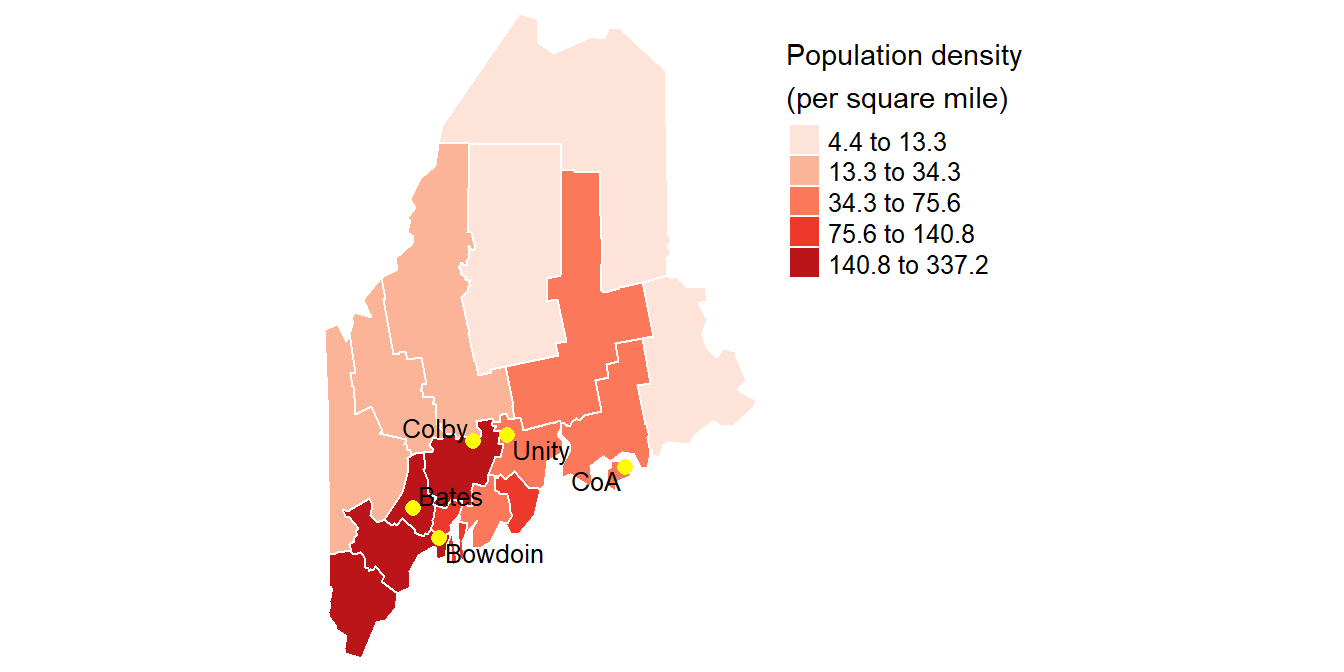 Population density
(per square mile)
4.4 to 13.3
13.3 to 34.3
34.3 to 75.6
75.6 to 140.8
140.8 to 337.2
Colby
Unity
CoA
Bates
Bowdoin